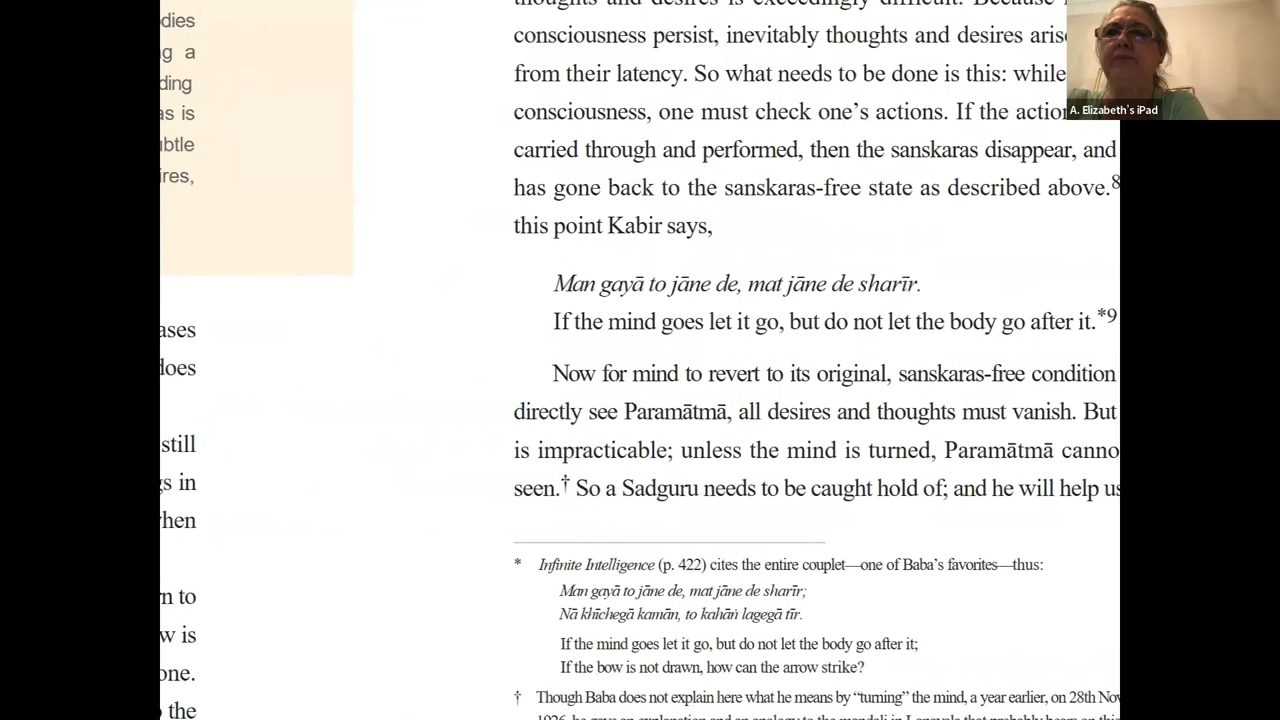 dies
g a
ding
as is
btle
ires,
ases
does
still
gs in
hen
n to
w is
one.
the
consciousness persist, inevitably thoughts and desires aris
from their latency. So what needs to be done is this: while
consciousness, one must check one’s actions. If the actio
carried through and performed, then the sanskaras disappear, and
has gone back to the sanskaras-free state as described above.8
this point Kabir says,
Man gayā to jāne de, mat jāne de sharīr.
If the mind goes let it go, but do not let the body go after it.*9
Now for mind to revert to its original, sanskaras-free condition
directly see Paramātmā, all desires and thoughts must vanish. But
is impracticable; unless the mind is turned, Paramātmā canno
seen.† So a Sadguru needs to be caught hold of; and he will help us
* Infinite Intelligence (p. 422) cites the entire couplet—one of Baba’s favorites—thus:
Man gayā to jāne de, mat jāne de sharīr;
Nā khīchegā kamān, to kahāṅ lagegā tīr.
If the mind goes let it go, but do not let the body go after it;
If the bow is not drawn, how can the arrow strike?
† Though Baba does not explain here what he means by “turning” the mind, a year earlier, on 28th Nov
A. Elizabeth’s iPad